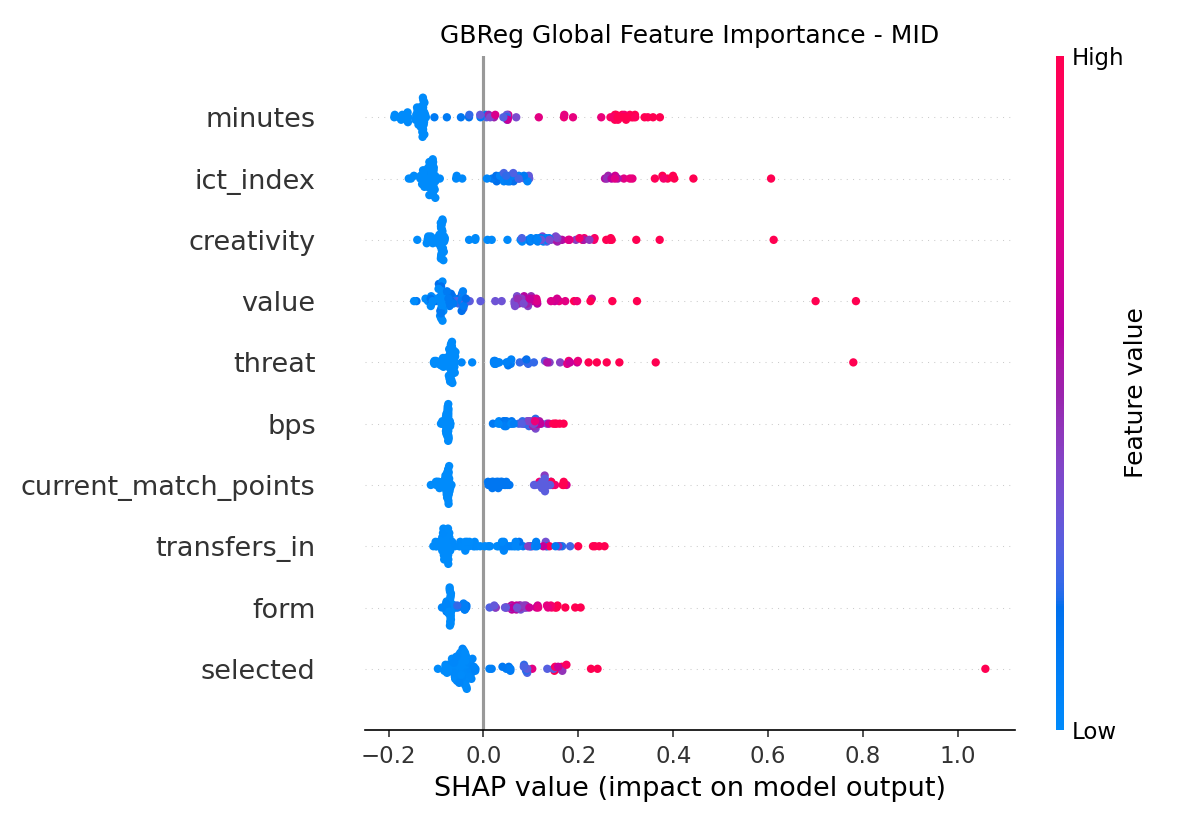 GBReg Global Feature Importance - MID
High
minutes
ict_index
creativity
value
threat
bps
current_match_points
transfers_in
form
selected
Feature value
Low
−0.2 0.0 0.2 0.4 0.6 0.8 1.0
SHAP value (impact on model output)